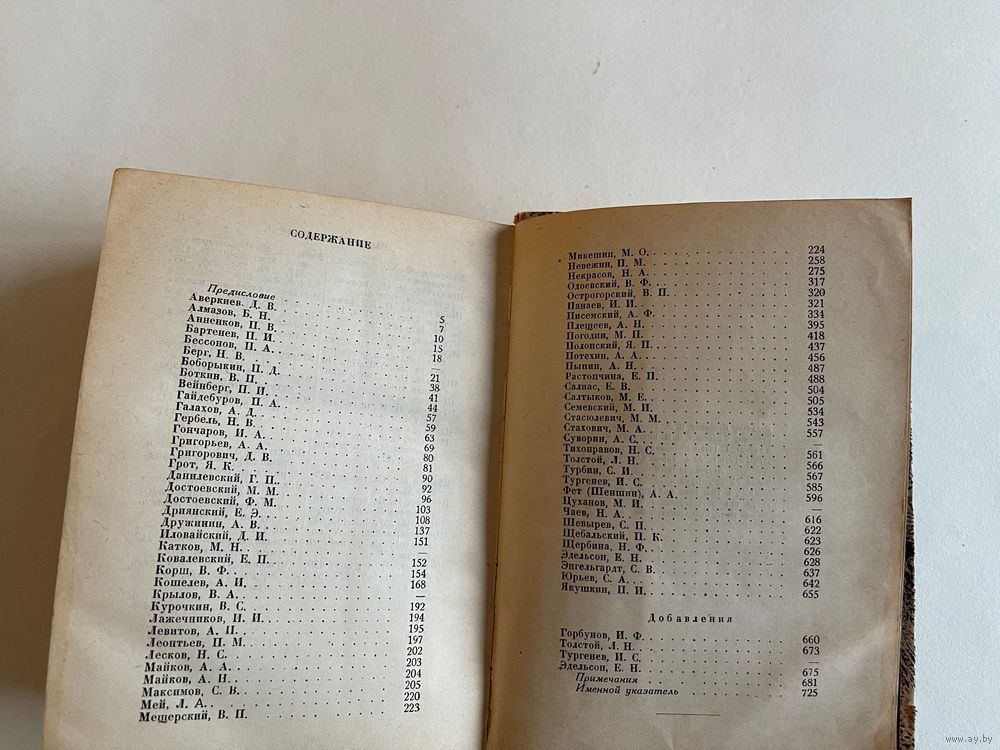 СОДЕРЖАНИЕ
Предисловие . . . 5
Аверкиев, Д. В. . . . 7
Алмазов, Б. Н. . . . 10
Анненков, П. В. . . . 15
Бартенев, П. И. . . . 18
Бессонов, П. А. . . . —
Берг, Н. В. . . . 21
Боборыкин, П. Д. . . . 38
Боткин, В. П. . . . 41
Вейнберг, П. И. . . . 44
Гайдебуров, П. А. . . . 57
Галахов, А. Д. . . . 59
Гербель, Н. В. . . . 63
Гончаров, И. А. . . . 69
Григорьев, А. А. . . . 80
Григорович, Д. В. . . . 81
Грот, Я. К. . . . 90
Данилевский, Г. П. . . . 92
Достоевский, М. М. . . . 96
Достоевский, Ф. М. . . . 103
Дриянский, Е. Э. . . . 108
Дружинин, А. В. . . . 137
Иловайский, Д. И. . . . 151
Катков, М. Н. . . . —
Ковалевский, Е. П. . . . 152
Корш, В. Ф. . . . 154
Кошелев, А. И. . . . 168
Крылов, В. А. . . . —
Курочкин, В. С. . . . 192
Лажечников, И. И. . . . 194
Левитов, А. И. . . . 195
Леонтьев, П. М. . . . 197
Лесков, Н. С. . . . 202
Майков, А. А. . . . 203
Майков, А. Н. . . . 204
Максимов, С. В. . . . 205
Мей, Л. А. . . . 220
Мещерский, В. П. . . . 223
Микешин, М. О. . . . 224
Невежин, П. М. . . . 258
Некрасов, Н. А. . . . 275
Одоевский, В. Ф. . . . 317
Острогорский, В. П. . . . 320
Панаев, И. И. . . . 321
Писемский, А. Ф. . . . 334
Плещеев, А. Н. . . . 395
Погодин, М. П. . . . 418
Полонский, Я. П. . . . 437
Потехин, А. А. . . . 456
Пыпин, А. Н. . . . 487
Растопчина, Е. П. . . . 488
Салиас, Е. В. . . . 504
Салтыков, М. Е. . . . 505
Семевский, М. И. . . . 534
Стасюлевич, М. М. . . . 543
Стахович, М. А. . . . 557
Суворин, А. С. . . . —
Тихонравов, Н. С. . . . 561
Толстой, Л. Н. . . . 566
Турбин, С. И. . . . 567
Тургенев, И. С. . . . 585
Фет (Шеншин), А. А. . . . 596
Цуханов, М. И. . . . —
Чаев, Н. А. . . . 616
Шевырев, С. П. . . . 622
Щебальский, П. К. . . . 623
Щербина, Н. Ф. . . . 626
Эдельсон, Е. Н. . . . 628
Энгельгардт, С. В. . . . 637
Юрьев, С. А. . . . 642
Якушкин, П. И. . . . 655
Добавления
Горбунов, И. Ф. . . . 660
Толстой, Л. Н. . . . 673
Тургенев, И. С. . . . —
Эдельсон, Е. Н. . . . 675
Примечания . . . 681
Именной указатель . . . 725
www.ay.by